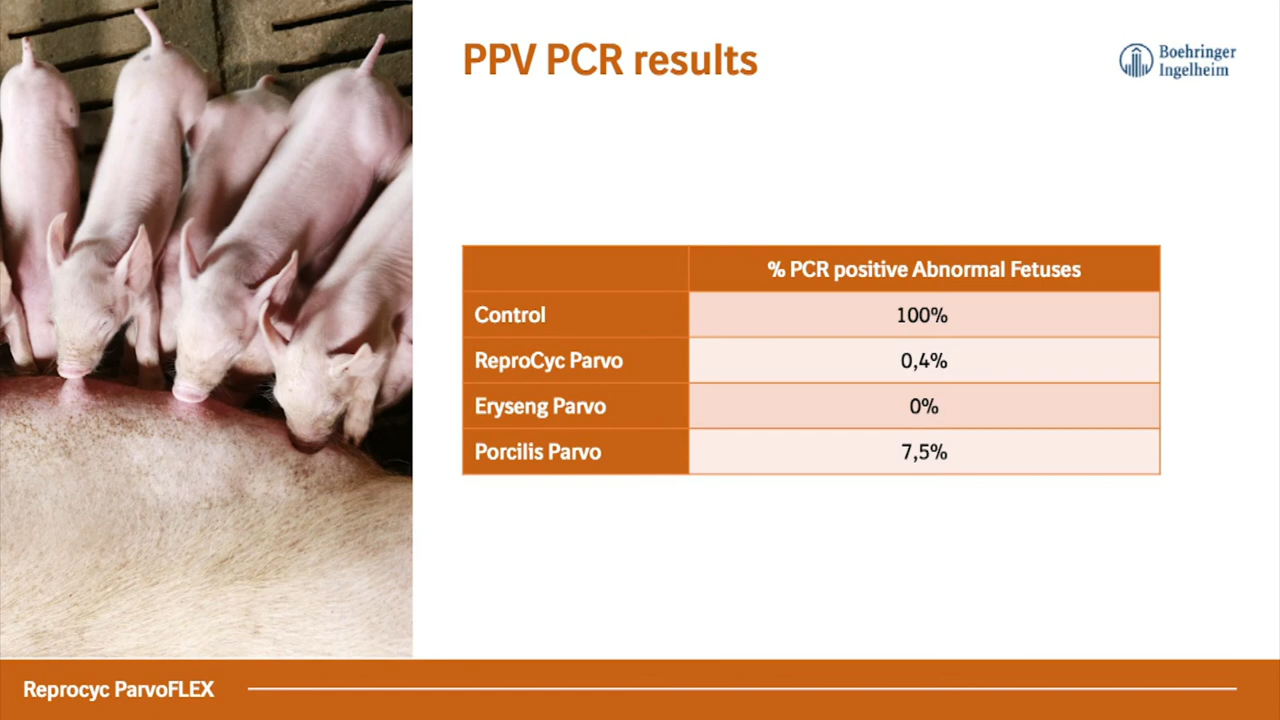 PPV PCR results
Boehringer
Ingelheim
% PCR positive Abnormal Fetuses
Control 100%
ReproCyc Parvo 0,4%
Eryseng Parvo 0%
Porcilis Parvo 7,5%
Reprocyc ParvoFLEX